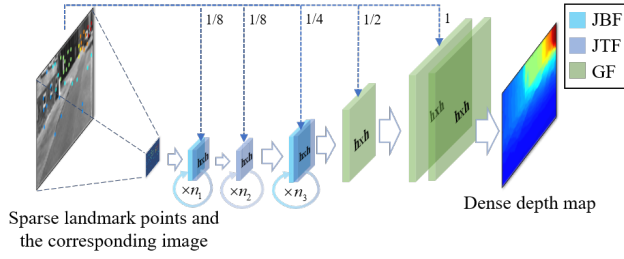 1/8
1/8
1/4
1/2
1
JBF
JTF
GF
h×h
h×h
h×h
h×h
h×h
h×h
×n1
×n2
×n3
Sparse landmark points and
the corresponding image
Dense depth map